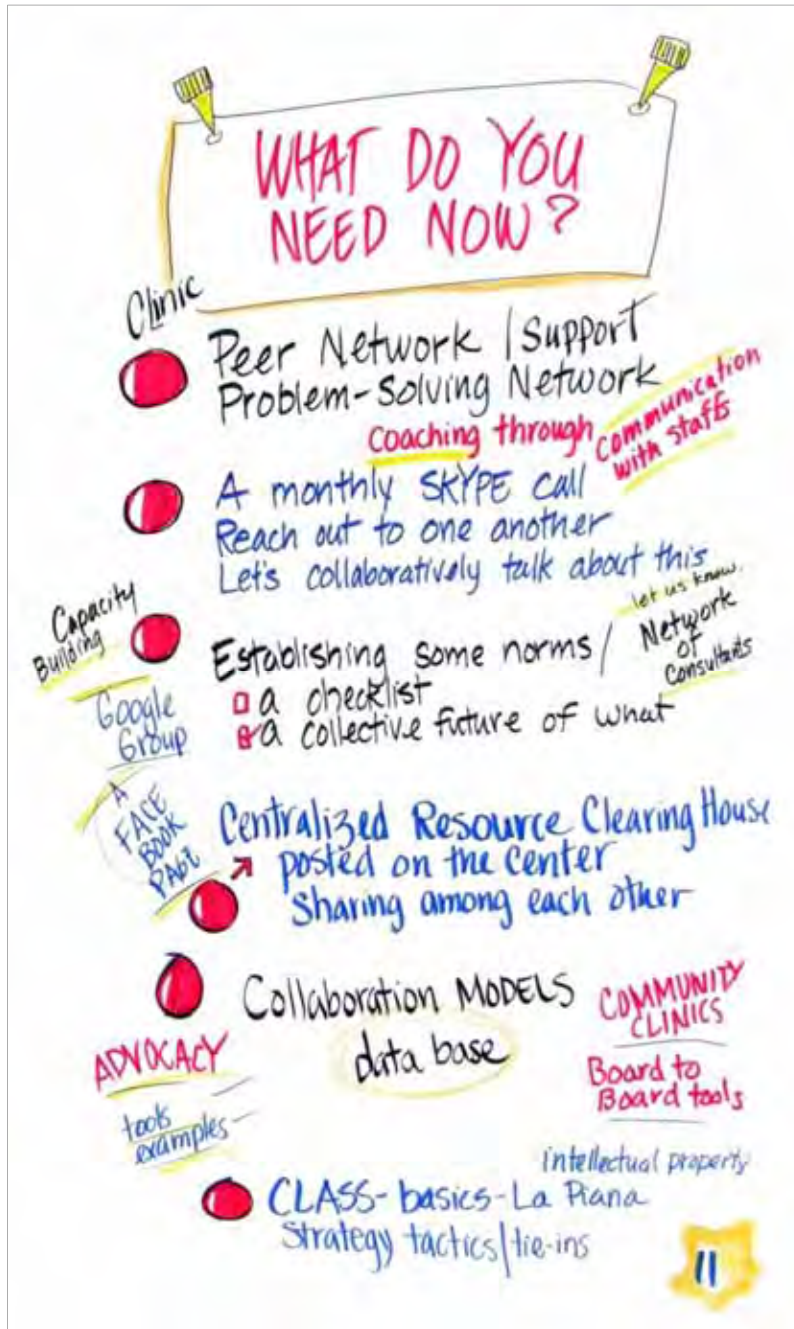 WHAT DO YOU
NEED NOW?
Clinic
Peer Network / Support
Problem-Solving Network
Coaching through
communication
with staffs
A monthly SKYPE call
Reach out to one another
Let's collaboratively talk about this
let us know.
Capacity
Building
Establishing some norms /
Network
of
Consultants
a checklist
a collective future of what
Google
Group
A
FACE
BOOK
PAGE
Centralized Resource Clearing House
posted on the Center
Sharing among each other
Collaboration MODELS
data base
COMMUNITY
CLINICS
Board to
Board tools
ADVOCACY
tools
examples-
intellectual property
CLASS-basics-La Piana
Strategy tactics/tie-ins
11